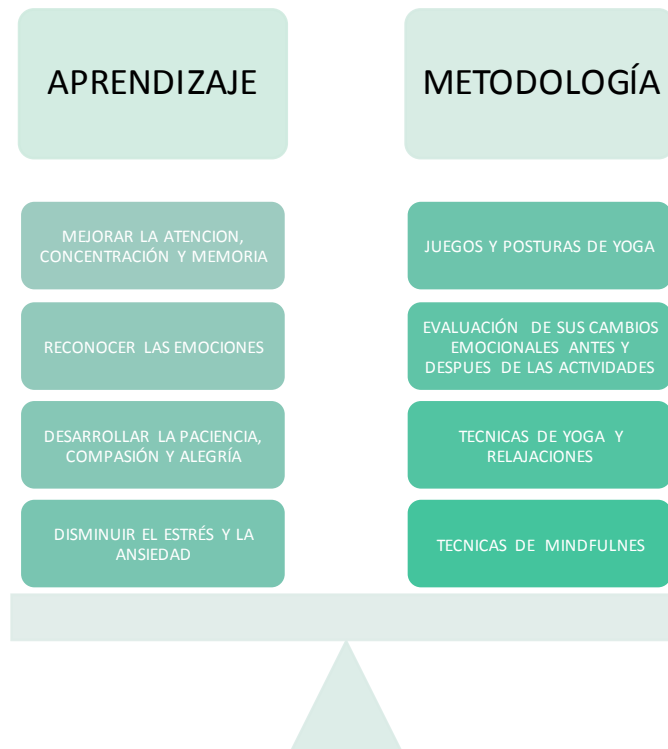 APRENDIZAJE
METODOLOGÍA
MEJORAR LA ATENCION,
CONCENTRACIÓN Y MEMORIA
RECONOCER LAS EMOCIONES
DESARROLLAR LA PACIENCIA,
COMPASIÓN Y ALEGRÍA
DISMINUIR EL ESTRÉS Y LA
ANSIEDAD
JUEGOS Y POSTURAS DE YOGA
EVALUACIÓN DE SUS CAMBIOS
EMOCIONALES ANTES Y
DESPUES DE LAS ACTIVIDADES
TECNICAS DE YOGA Y
RELAJACIONES
TECNICAS DE MINDFULNES